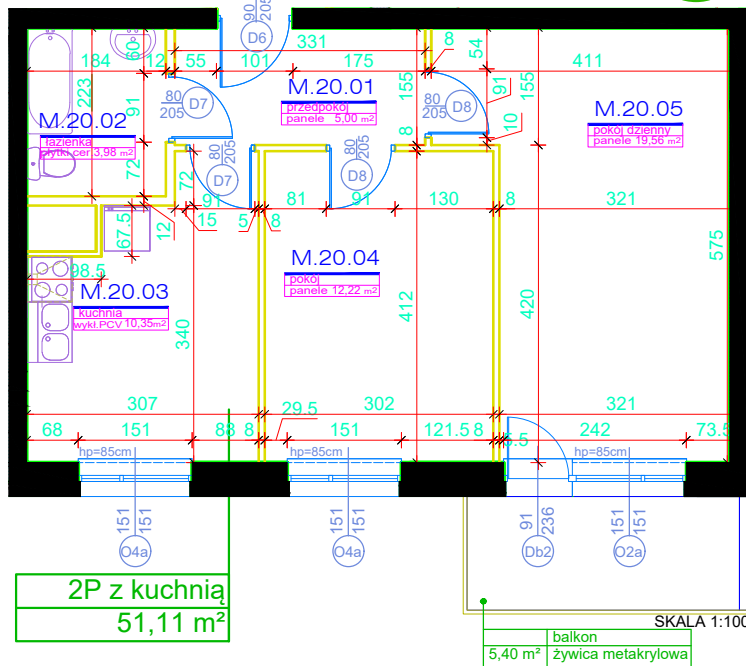 90
205
D6
331
8
54
184
12
55
101
175
411
60
M.20.01
przedpokój
panele 5,00 m²
155
91
155
80
205
D7
80
205
D8
223
91
M.20.02
łazienka
płytki cer.3,98 m²
M.20.05
pokój dzienny
panele 19,56 m²
10
8
80
205
D7
80
205
D8
72
72
91
81
91
130
8
321
12
15
5
8
67.5
98.5
M.20.03
kuchnia
wykł.PCV 10,35m²
M.20.04
pokój
panele 12,22 m²
575
340
412
420
307
29.5
302
321
68
151
88
8
151
121.5
8
242
73.5
hp=85cm
hp=85cm
151
151
O4a
151
151
O4a
91
236
Db2
151
151
O2a
2P z kuchnią
51,11 m²
SKALA 1:100
balkon
5,40 m²
żywica metakrylowa